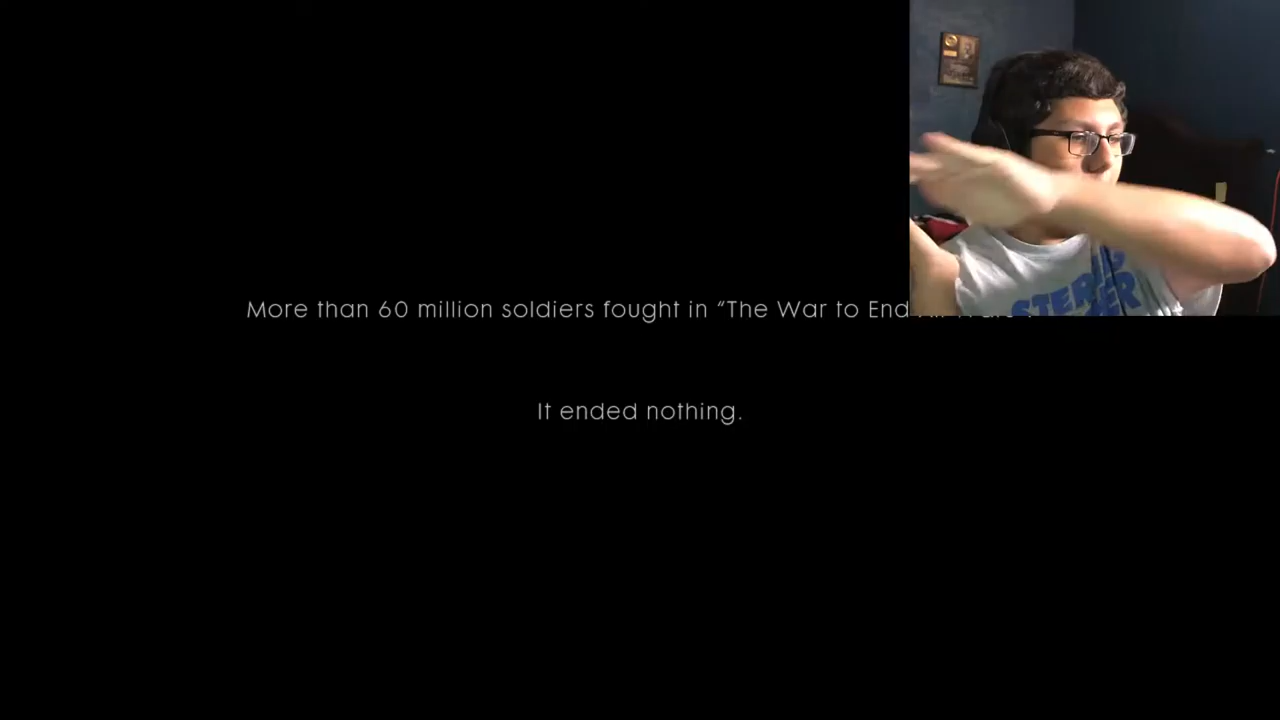 More than 60 million soldiers fought in “The War to End
It ended nothing.